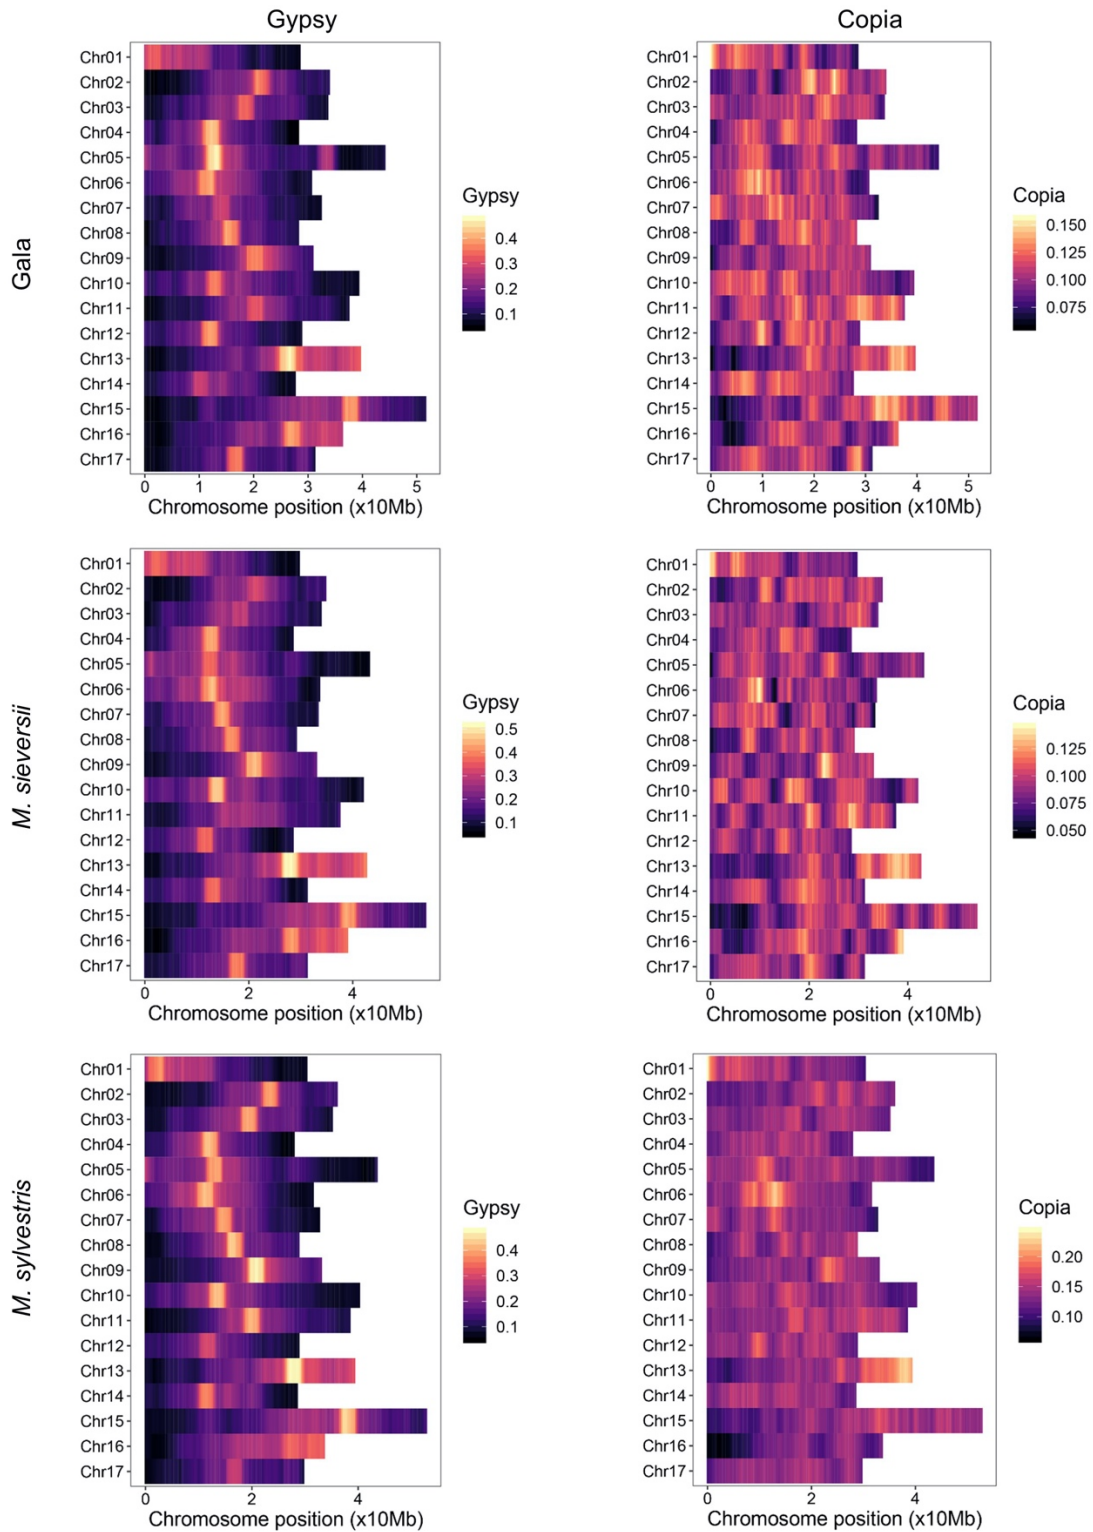 Gypsy
Copia
Gala
Chr01
Chr02
Chr03
Chr04
Chr05
Chr06
Chr07
Chr08
Chr09
Chr10
Chr11
Chr12
Chr13
Chr14
Chr15
Chr16
Chr17
0 1 2 3 4 5
Chromosome position (x10Mb)
Gypsy
0.4
0.3
0.2
0.1
Chr01
Chr02
Chr03
Chr04
Chr05
Chr06
Chr07
Chr08
Chr09
Chr10
Chr11
Chr12
Chr13
Chr14
Chr15
Chr16
Chr17
0 1 2 3 4 5
Chromosome position (x10Mb)
Copia
0.150
0.125
0.100
0.075
M. sieversii
Chr01
Chr02
Chr03
Chr04
Chr05
Chr06
Chr07
Chr08
Chr09
Chr10
Chr11
Chr12
Chr13
Chr14
Chr15
Chr16
Chr17
0 2 4
Chromosome position (x10Mb)
Gypsy
0.5
0.4
0.3
0.2
0.1
Chr01
Chr02
Chr03
Chr04
Chr05
Chr06
Chr07
Chr08
Chr09
Chr10
Chr11
Chr12
Chr13
Chr14
Chr15
Chr16
Chr17
0 2 4
Chromosome position (x10Mb)
Copia
0.125
0.100
0.075
0.050
M. sylvestris
Chr01
Chr02
Chr03
Chr04
Chr05
Chr06
Chr07
Chr08
Chr09
Chr10
Chr11
Chr12
Chr13
Chr14
Chr15
Chr16
Chr17
0 2 4
Chromosome position (x10Mb)
Gypsy
0.4
0.3
0.2
0.1
Chr01
Chr02
Chr03
Chr04
Chr05
Chr06
Chr07
Chr08
Chr09
Chr10
Chr11
Chr12
Chr13
Chr14
Chr15
Chr16
Chr17
0 2 4
Chromosome position (x10Mb)
Copia
0.20
0.15
0.10